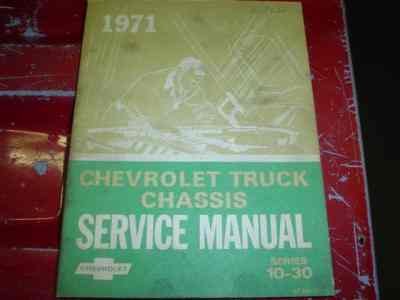 1971
CHEVROLET TRUCK
CHASSIS
SERVICE MANUAL
CHEVROLET
SERIES
10-30